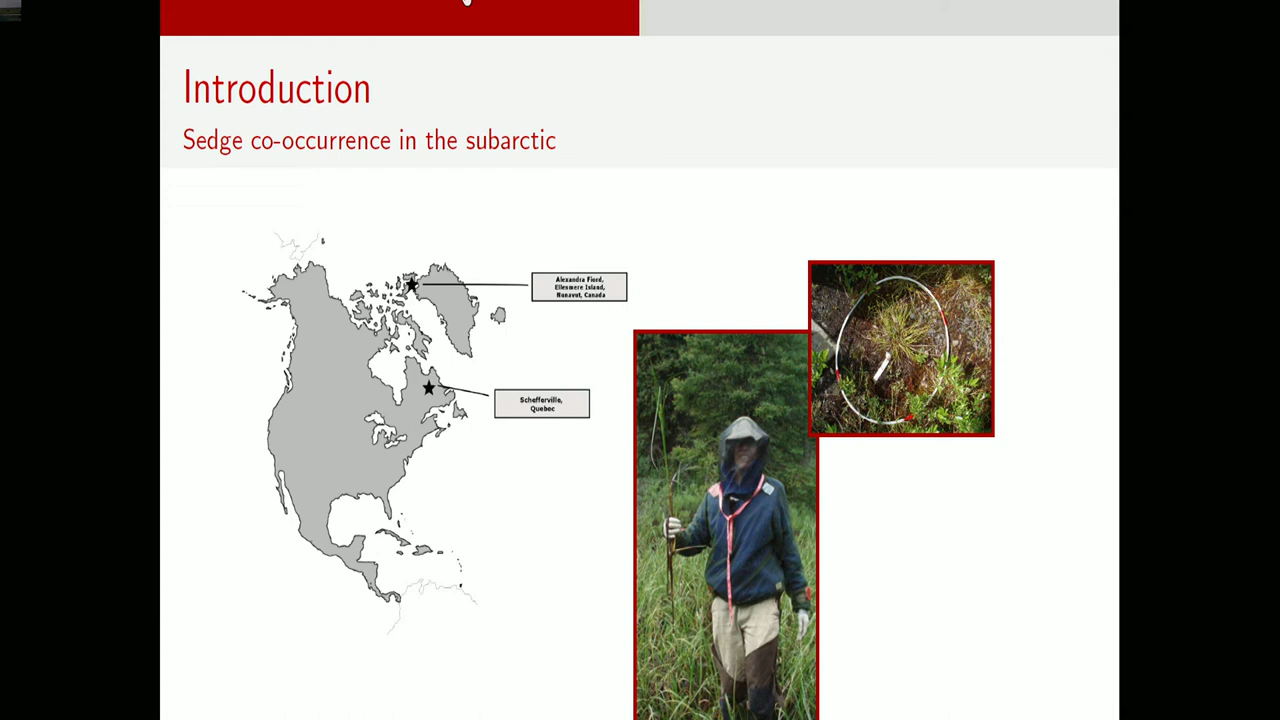 Introduction
Sedge co-occurrence in the subarctic
Alexandra Fiord,
Ellesmere Island,
Nunavut, Canada
Schefferville,
Quebec